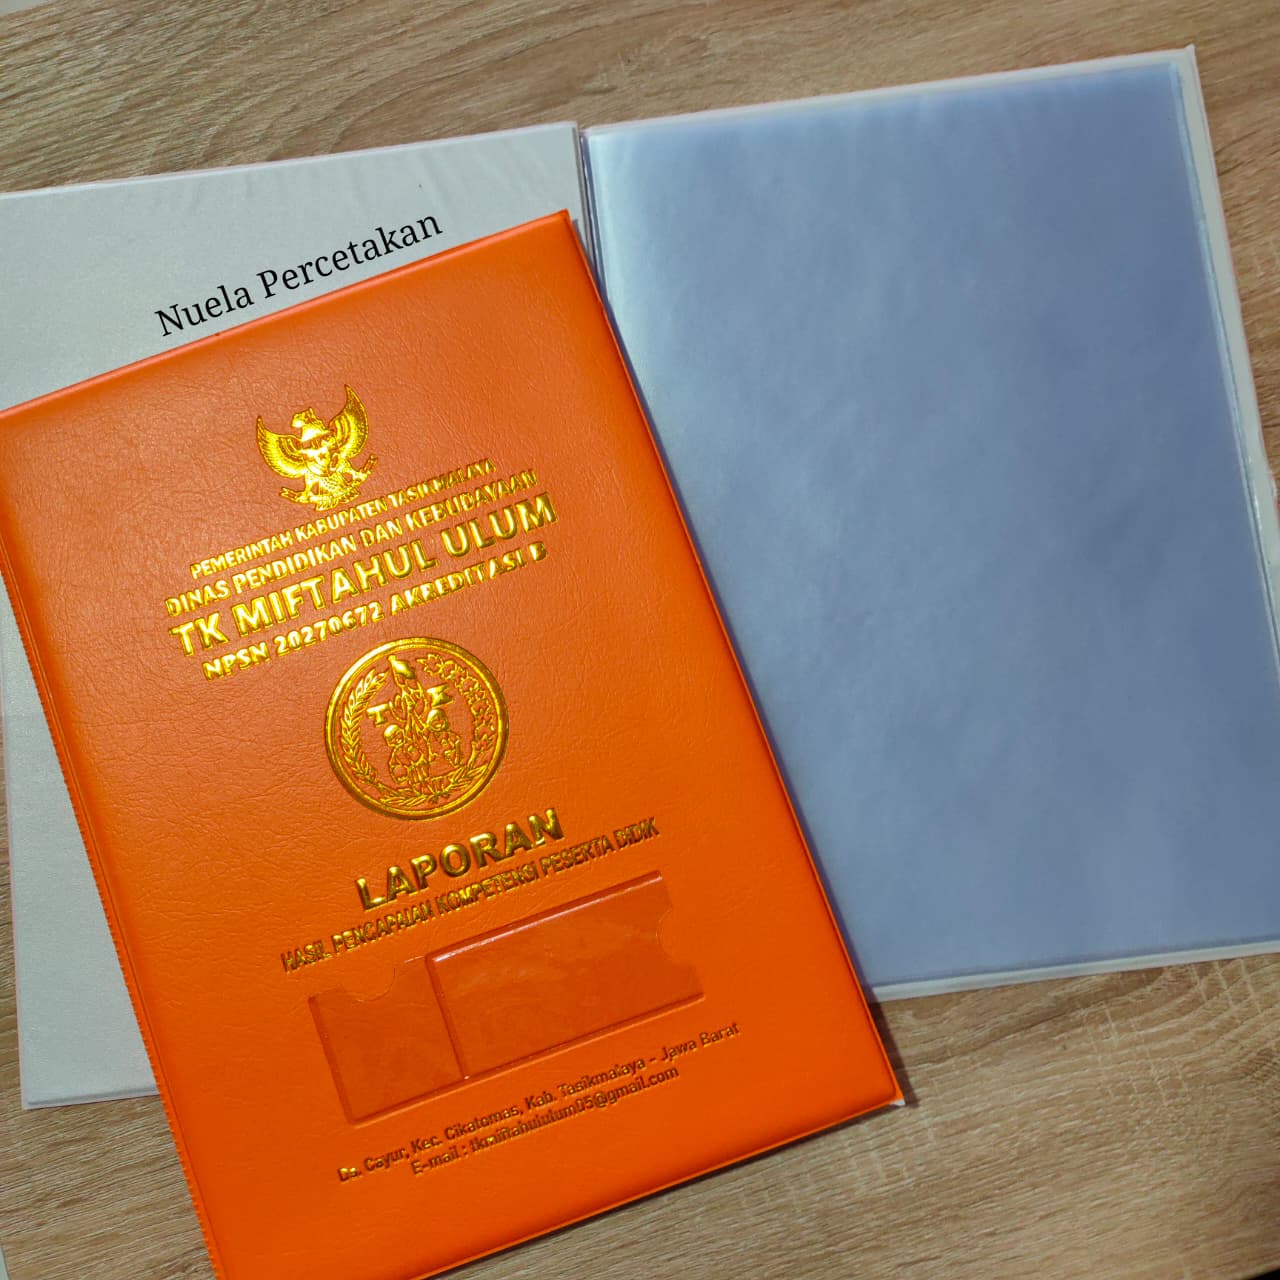 Nuela Percetakan
PEMERINTAH KABUPATEN TASIKMALAYA
DINAS PENDIDIKAN DAN KEBUDAYAAN
TK MIFTAHUL ULUM
NPSN 20270672 AKREDITASI B
LAPORAN
HASIL PENCAPAIAN KOMPETENSI PESERTA DIDIK
Ds. Cayur, Kec. Cikatomas, Kab. Tasikmalaya - Jawa Barat
E-mail : tkmiftahululum05@gmail.com